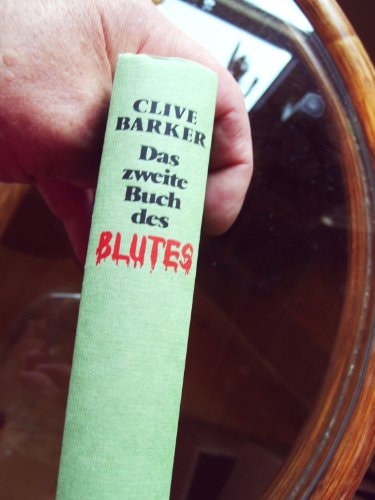 CLIVE
BARKER
Das
zweite
Buch
des
BLUTES